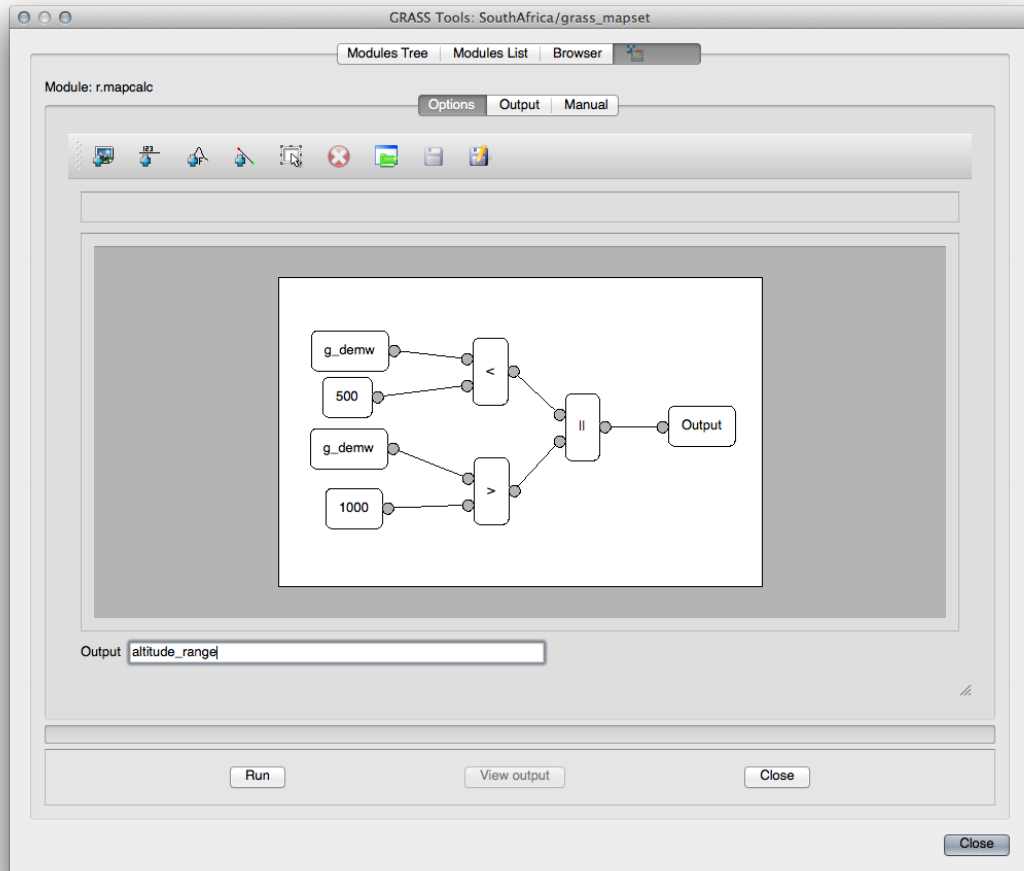 GRASS Tools: SouthAfrica/grass_mapset
Modules Tree Modules List Browser
Module: r.mapcalc
Options Output Manual
123
F
g_demw
500
<
g_demw
1000
>
||
Output
Output altitude_range
Run View output Close
Close